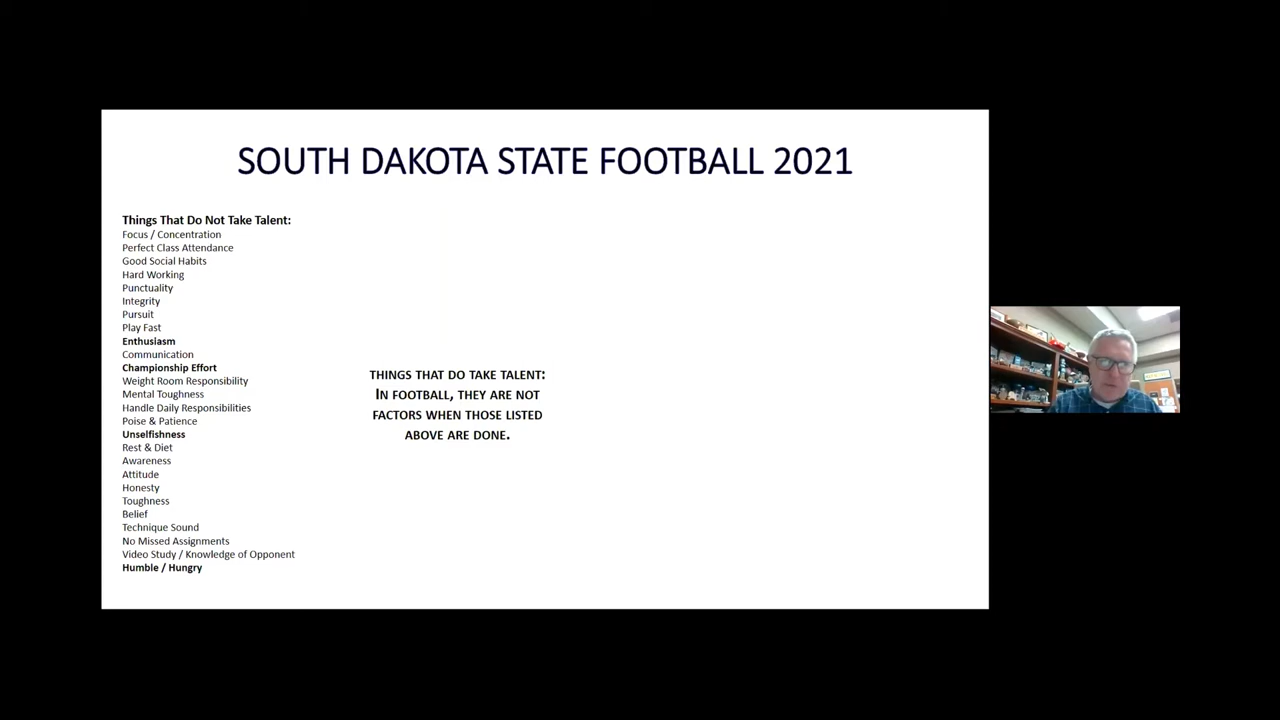 SOUTH DAKOTA STATE FOOTBALL 2021
Things That Do Not Take Talent:
Focus / Concentration
Perfect Class Attendance
Good Social Habits
Hard Working
Punctuality
Integrity
Pursuit
Play Fast
Enthusiasm
Communication
Championship Effort
Weight Room Responsibility
Mental Toughness
Handle Daily Responsibilities
Poise & Patience
Unselfishness
Rest & Diet
Awareness
Attitude
Honesty
Toughness
Belief
Technique Sound
No Missed Assignments
Video Study / Knowledge of Opponent
Humble / Hungry
THINGS THAT DO TAKE TALENT:
IN FOOTBALL, THEY ARE NOT
FACTORS WHEN THOSE LISTED
ABOVE ARE DONE.